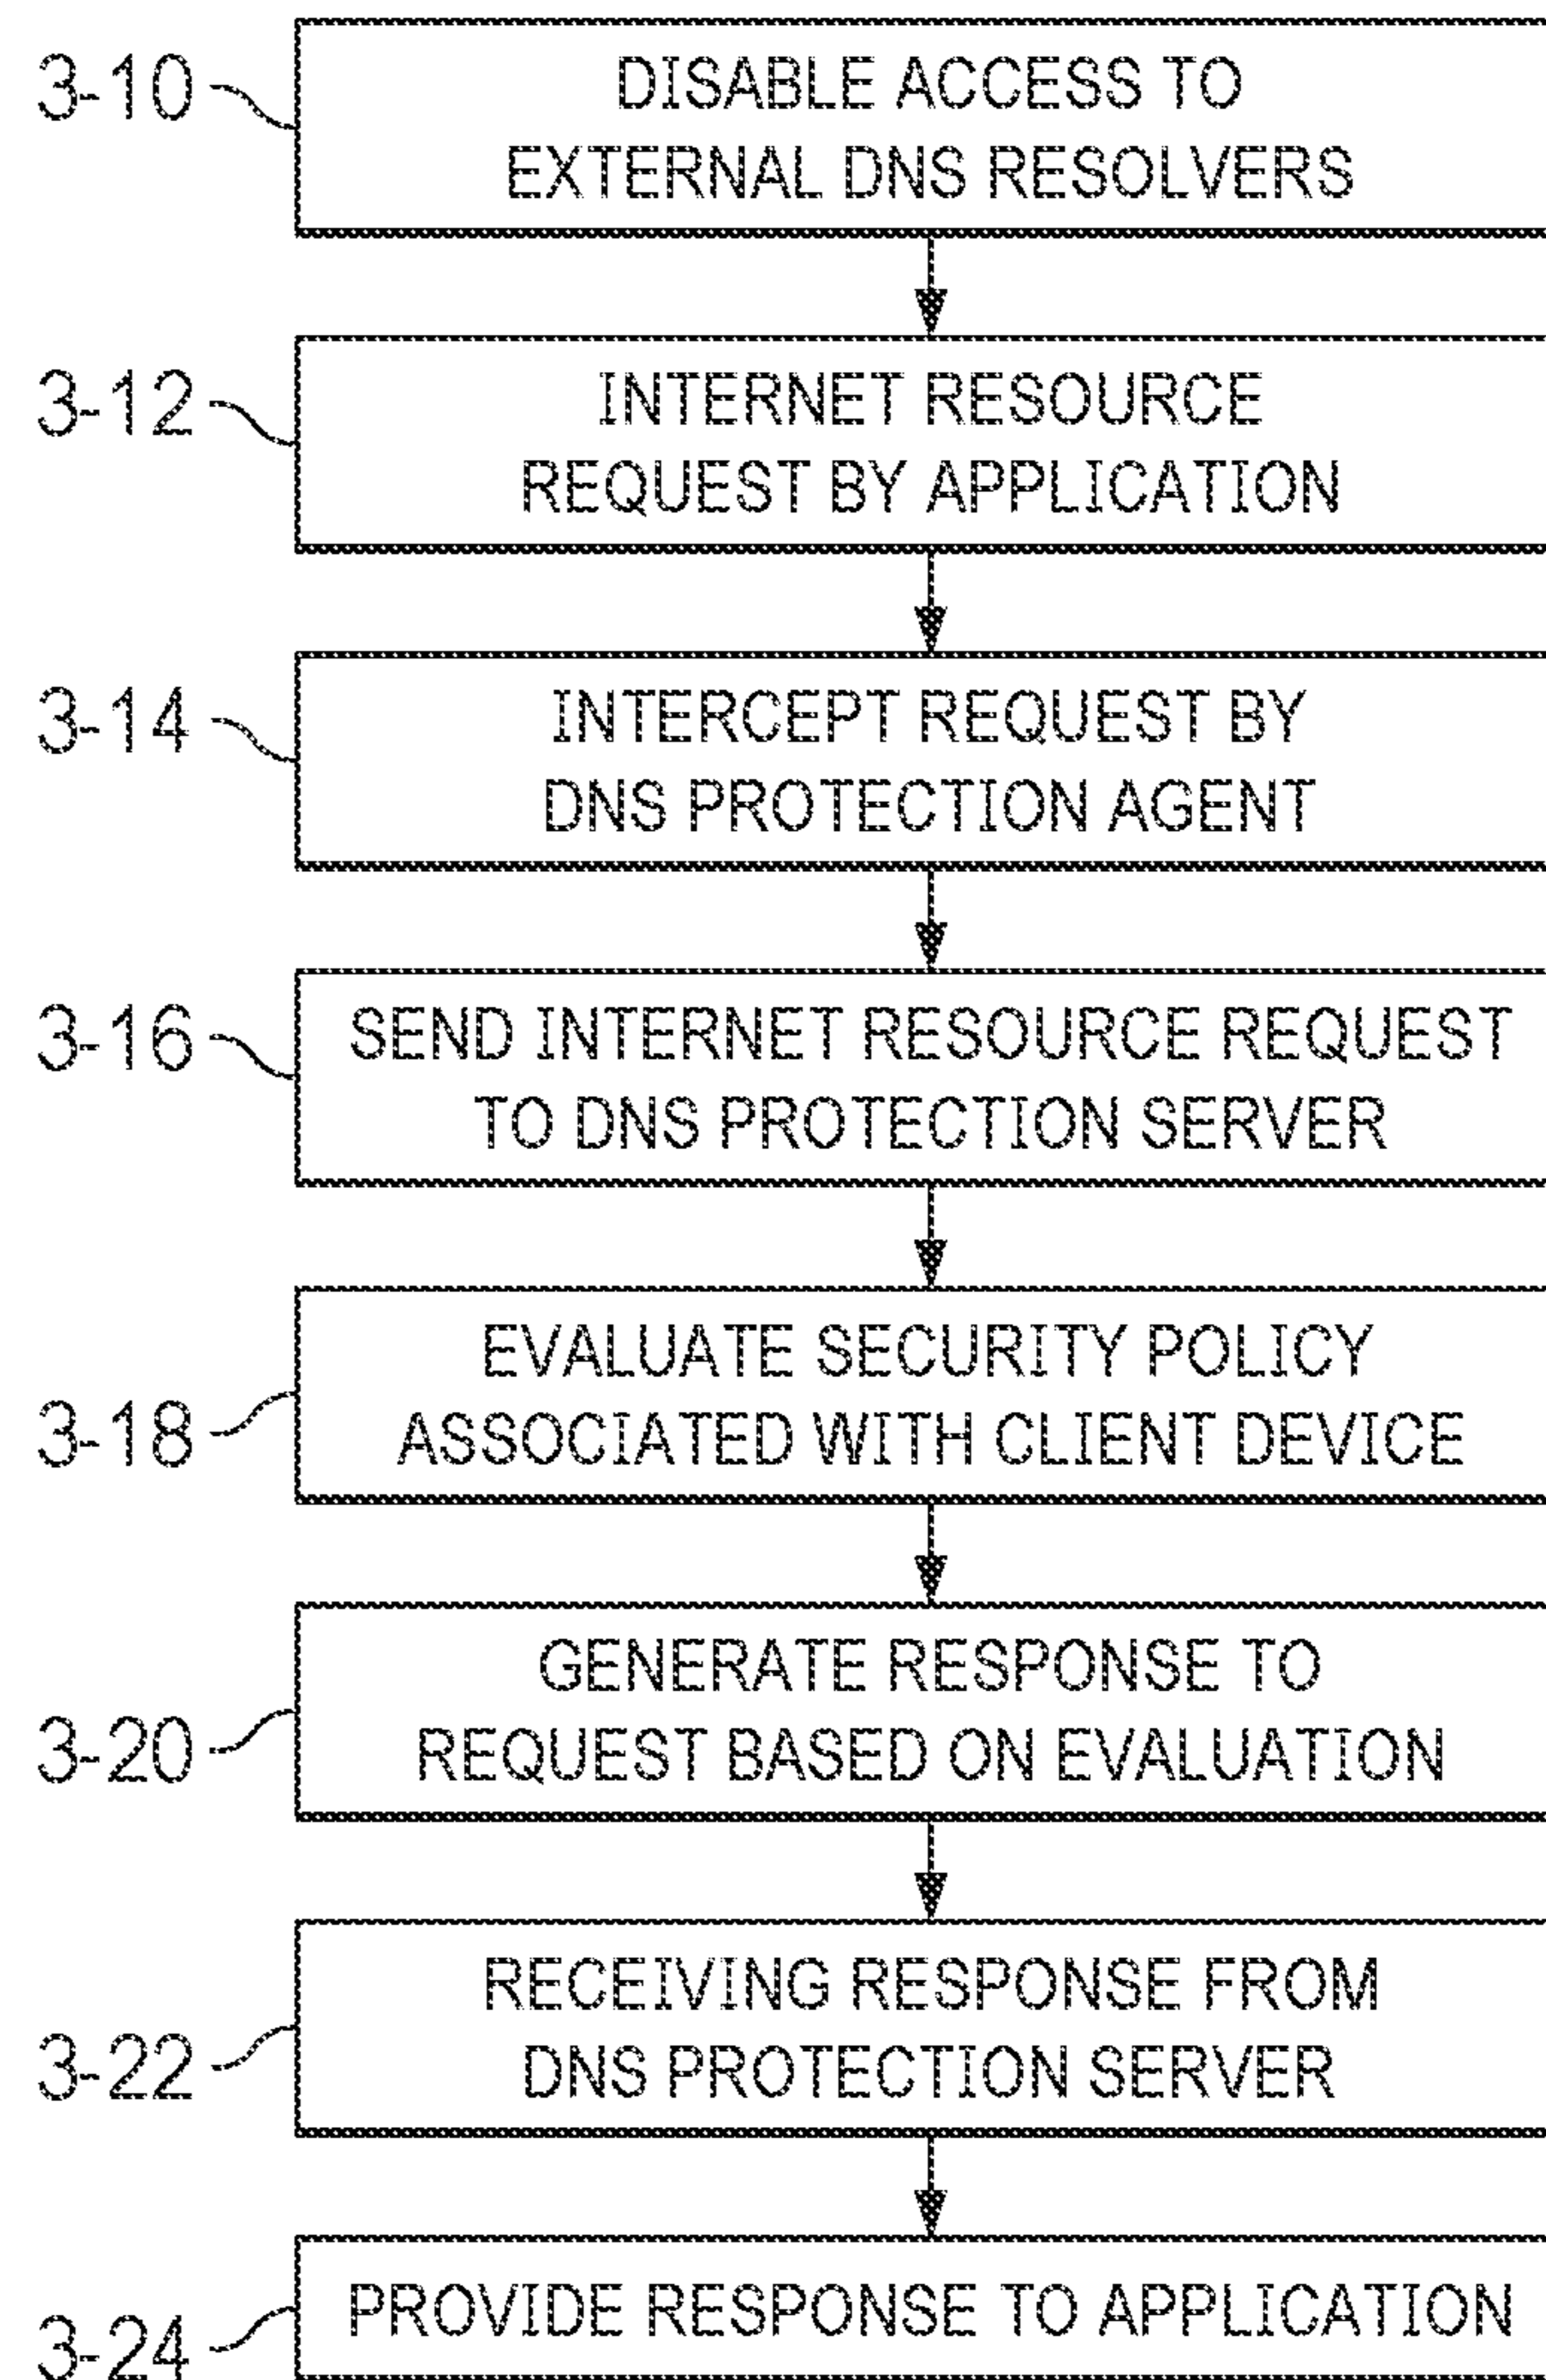 3-10
DISABLE ACCESS TO
EXTERNAL DNS RESOLVERS
3-12
INTERNET RESOURCE
REQUEST BY APPLICATION
3-14
INTERCEPT REQUEST BY
DNS PROTECTION AGENT
3-16
SEND INTERNET RESOURCE REQUEST
TO DNS PROTECTION SERVER
3-18
EVALUATE SECURITY POLICY
ASSOCIATED WITH CLIENT DEVICE
3-20
GENERATE RESPONSE TO
REQUEST BASED ON EVALUATION
3-22
RECEIVING RESPONSE FROM
DNS PROTECTION SERVER
3-24
PROVIDE RESPONSE TO APPLICATION